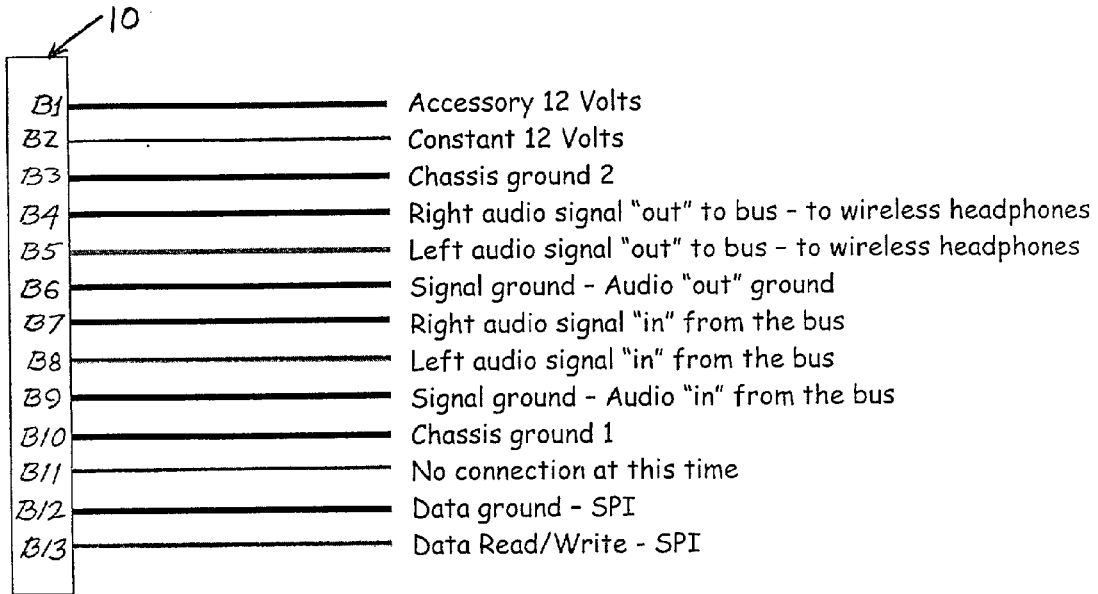 10
B1 Accessory 12 Volts
B2 Constant 12 Volts
B3 Chassis ground 2
B4 Right audio signal “out” to bus – to wireless headphones
B5 Left audio signal “out” to bus – to wireless headphones
B6 Signal ground – Audio “out” ground
B7 Right audio signal “in” from the bus
B8 Left audio signal “in” from the bus
B9 Signal ground – Audio “in” from the bus
B10 Chassis ground 1
B11 No connection at this time
B12 Data ground – SPI
B13 Data Read/Write - SPI